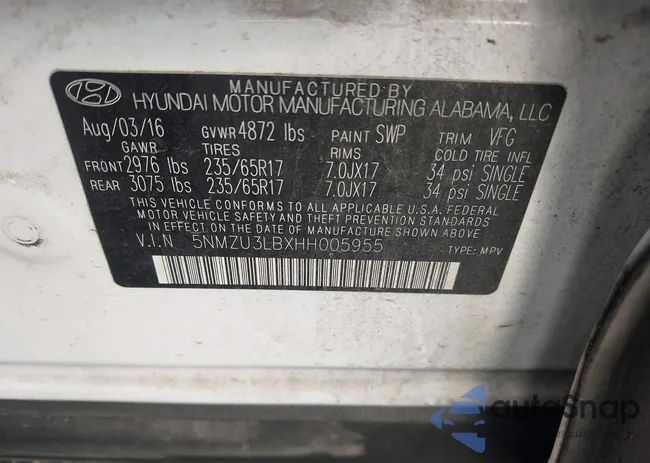 MANUFACTURED BY
HYUNDAI MOTOR MANUFACTURING ALABAMA, LLC
Aug/03/16 GVWR 4872 lbs PAINT SWP TRIM VFG
GAWR TIRES RIMS COLD TIRE INFL
FRONT 2976 lbs 235/65R17 7.0JX17 34 psi SINGLE
REAR 3075 lbs 235/65R17 7.0JX17 34 psi SINGLE
THIS VEHICLE CONFORMS TO ALL APPLICABLE U.S.A. FEDERAL
MOTOR VEHICLE SAFETY AND THEFT PREVENTION STANDARDS
IN EFFECT ON THE DATE OF MANUFACTURE SHOWN ABOVE.
V.I.N 5NMZU3LBXHH005955 TYPE: MPV
autoSnap